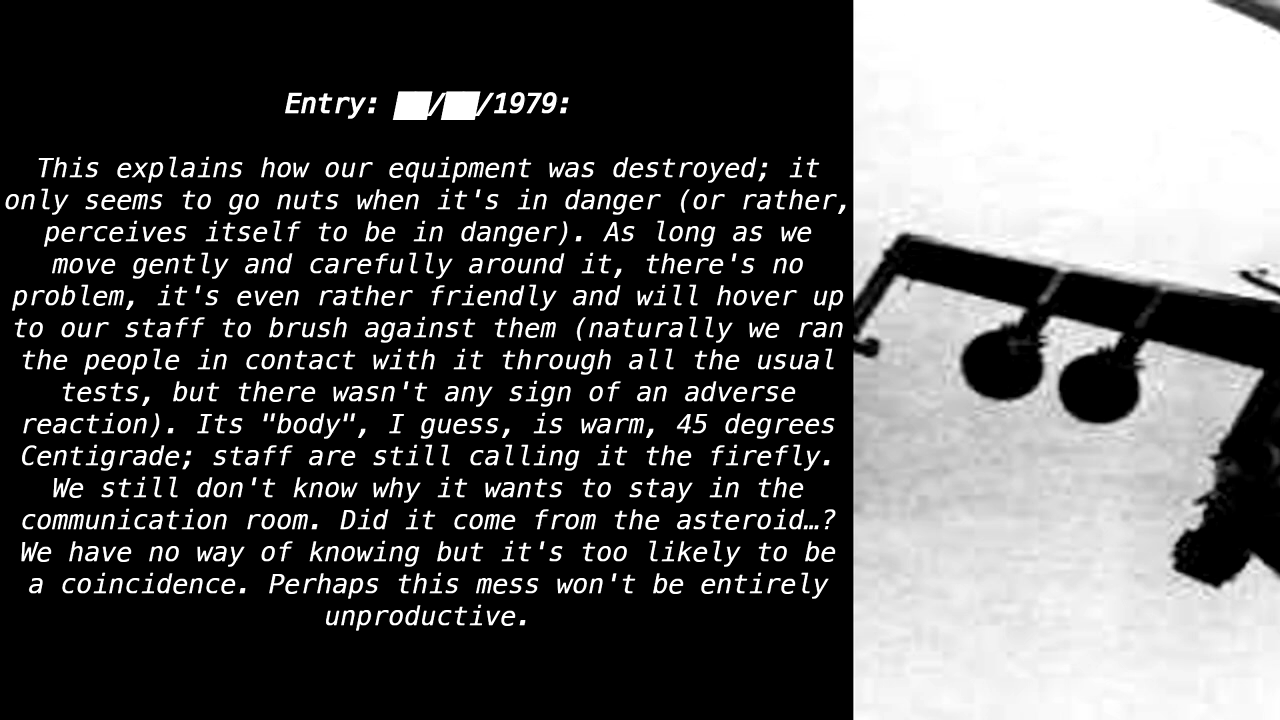 Entry: ██/██/1979:
This explains how our equipment was destroyed; it
only seems to go nuts when it's in danger (or rather,
perceives itself to be in danger). As long as we
move gently and carefully around it, there's no
problem, it's even rather friendly and will hover up
to our staff to brush against them (naturally we ran
the people in contact with it through all the usual
tests, but there wasn't any sign of an adverse
reaction). Its "body", I guess, is warm, 45 degrees
Centigrade; staff are still calling it the firefly.
We still don't know why it wants to stay in the
communication room. Did it come from the asteroid…?
We have no way of knowing but it's too likely to be
a coincidence. Perhaps this mess won't be entirely
unproductive.